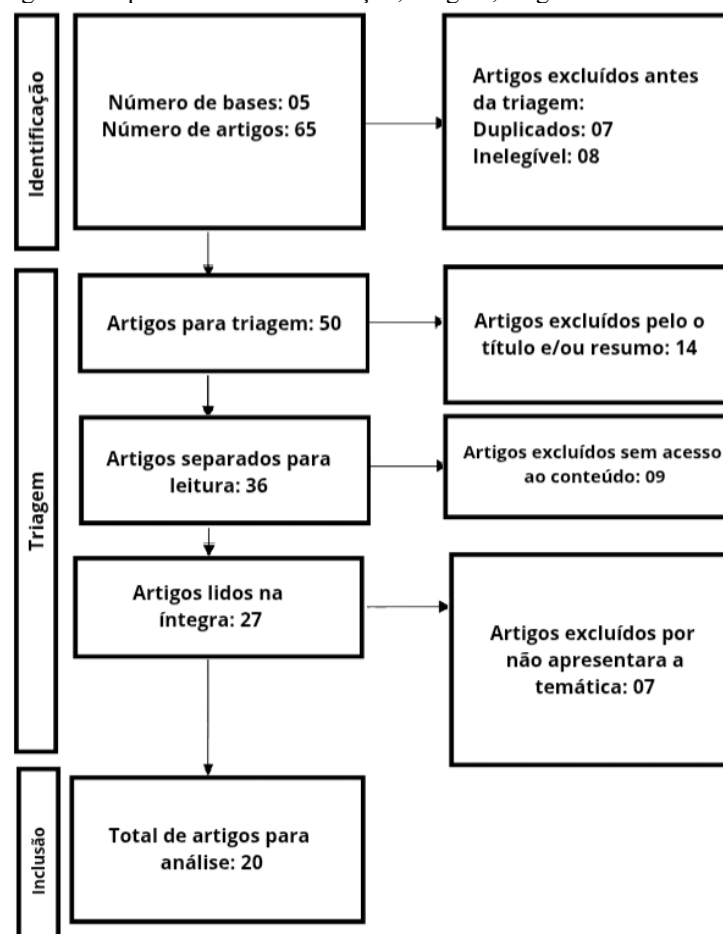 Identificação
Número de bases: 05
Número de artigos: 65
Artigos excluídos antes
da triagem:
Duplicados: 07
Inelegível: 08
Triagem
Artigos para triagem: 50
Artigos excluídos pelo o
título e/ou resumo: 14
Artigos separados para
leitura: 36
Artigos excluídos sem acesso
ao conteúdo: 09
Artigos lidos na
íntegra: 27
Artigos excluídos por
não apresentara a
temática: 07
Inclusão
Total de artigos para
análise: 20